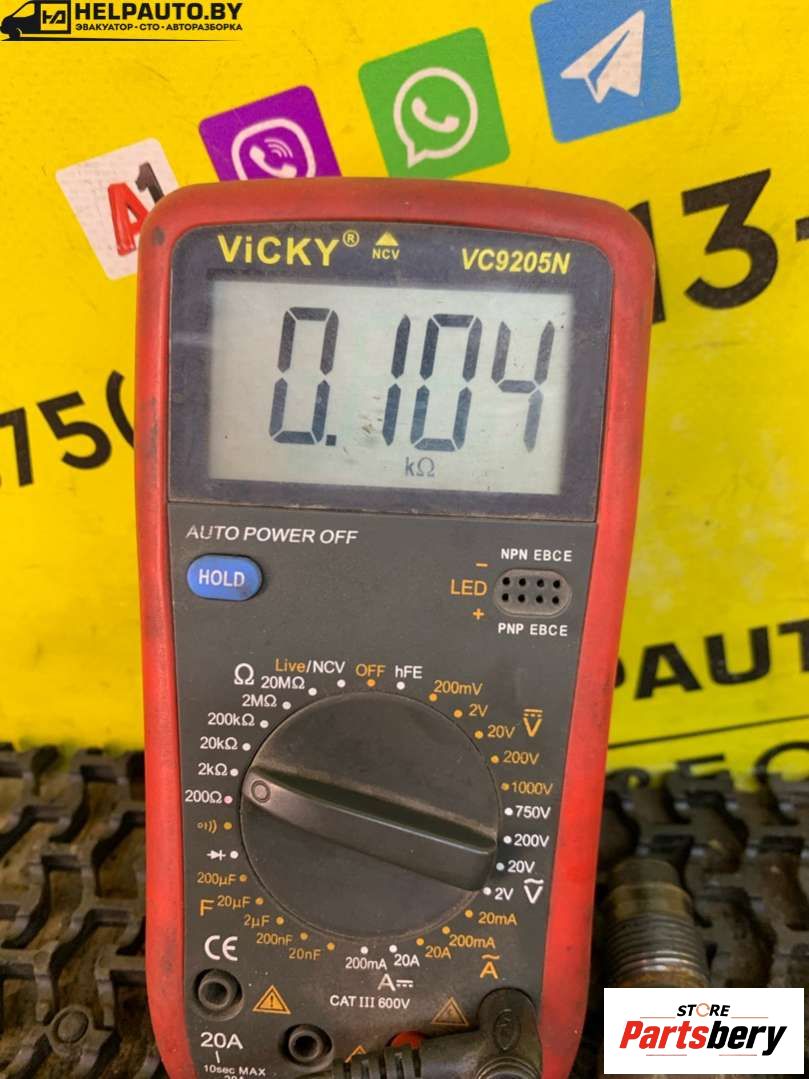 HELPAUTO.BY
ЭВАКУАТОР·СТО·АВТОРАЗБОРКА
A1
13-
ViCKY®
NCV
VC9205N
0.104
kΩ
750
AUTO POWER OFF
HOLD
NPN EBCE
LED
PNP EBCE
Live/NCV
OFF
hFE
Ω
20MΩ
2MΩ
200kΩ
20kΩ
2kΩ
200Ω
200mV
2V
20V
V
200V
1000V
750V
200V
20V
2V
V
200µF
20µF
F
2µF
200nF
20nF
20mA
200mA
20A
A
200mA
20A
A
CE
CAT III 600V
20A
10sec MAX
STORE
Partsbery